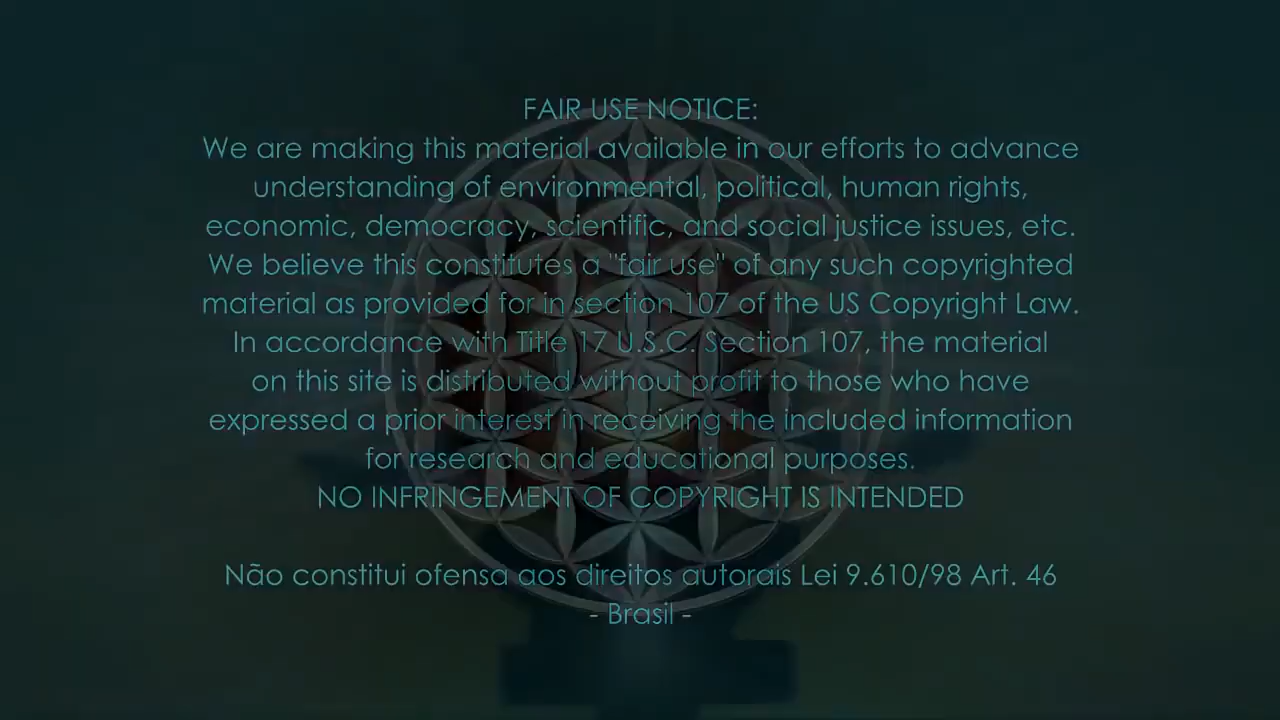 FAIR USE NOTICE:
We are making this material available in our efforts to advance
understanding of environmental, political, human rights,
economic, democracy, scientific, and social justice issues, etc.
We believe this constitutes a "fair use" of any such copyrighted
material as provided for in section 107 of the US Copyright Law.
In accordance with Title 17 U.S.C. Section 107, the material
on this site is distributed without profit to those who have
expressed a prior interest in receiving the included information
for research and educational purposes.
NO INFRINGEMENT OF COPYRIGHT IS INTENDED
Não constitui ofensa aos direitos autorais Lei 9.610/98 Art. 46
- Brasil -